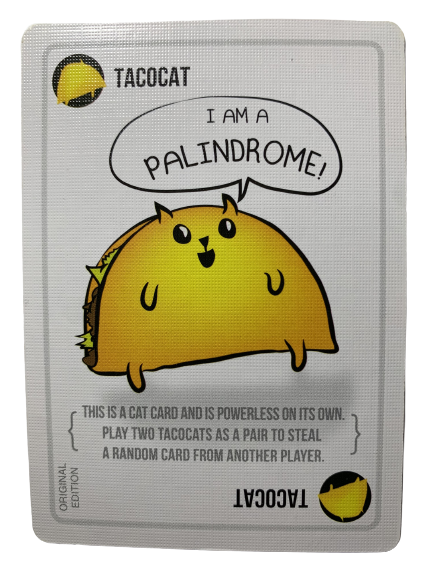 TACOCAT
I AM A
PALINDROME!
THIS IS A CAT CARD AND IS POWERLESS ON ITS OWN.
PLAY TWO TACOCATS AS A PAIR TO STEAL
A RANDOM CARD FROM ANOTHER PLAYER.
ORIGINAL
EDITION
TACOCAT